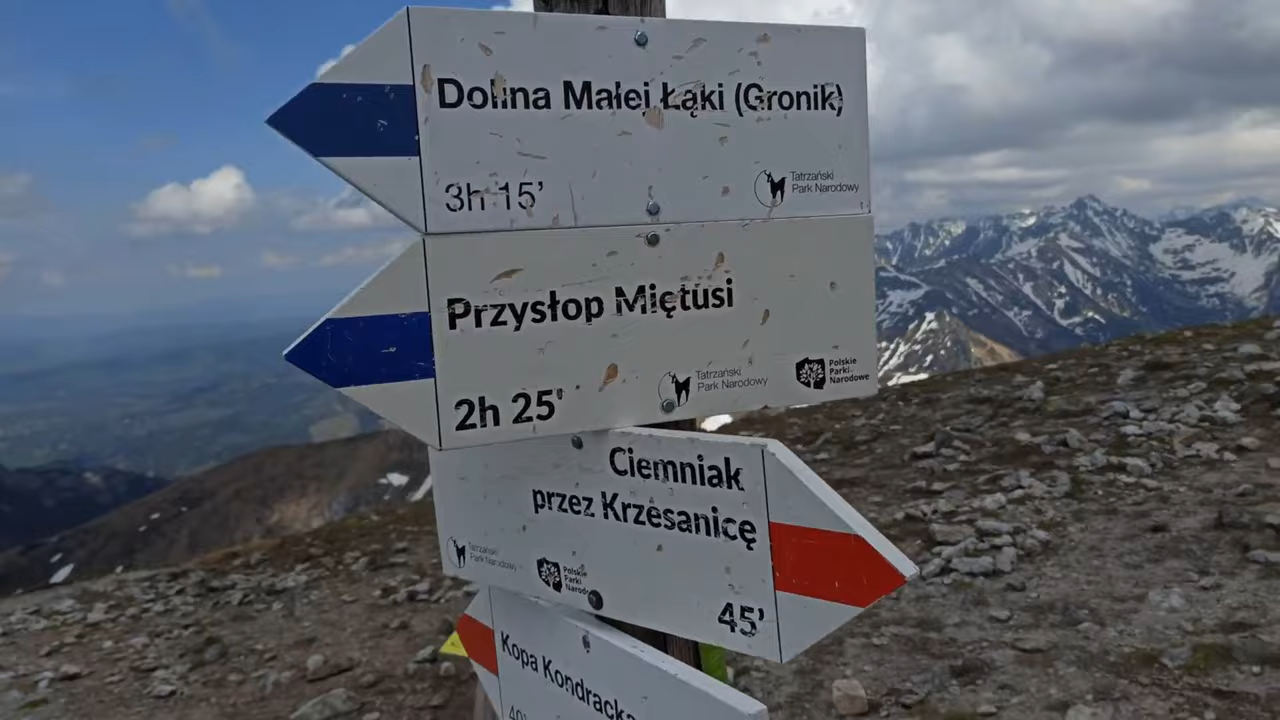 Dolina Małej Łąki (Gronik)
3h 15’
Tatrzański
Park Narodowy
Przysłop Miętusi
2h 25’
Tatrzański
Park Narodowy
Polskie
Parki
Narodowe
Ciemniak
przez Krzesanicę
Tatrzański
Park Narodowy
Polskie
Parki
45’
Kopa Kondracka